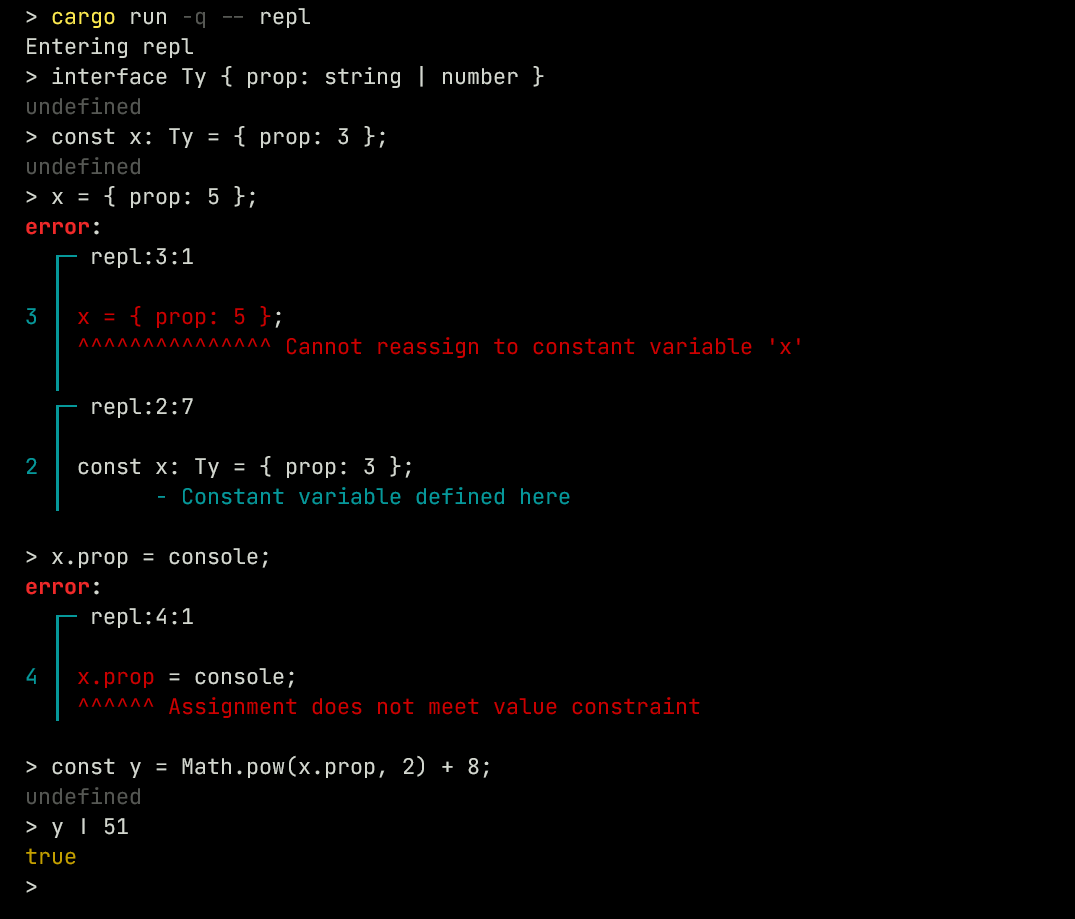 > cargo run -q -- repl
Entering repl
> interface Ty { prop: string | number }
undefined
> const x: Ty = { prop: 3 };
undefined
> x = { prop: 5 };
error:
repl:3:1
3 x = { prop: 5 };
^^^^^^^^^^^^^^^ Cannot reassign to constant variable 'x'
repl:2:7
2 const x: Ty = { prop: 3 };
- Constant variable defined here
> x.prop = console;
error:
repl:4:1
4 x.prop = console;
^^^^^^ Assignment does not meet value constraint
> const y = Math.pow(x.prop, 2) + 8;
undefined
> y ∣ 51
true
>